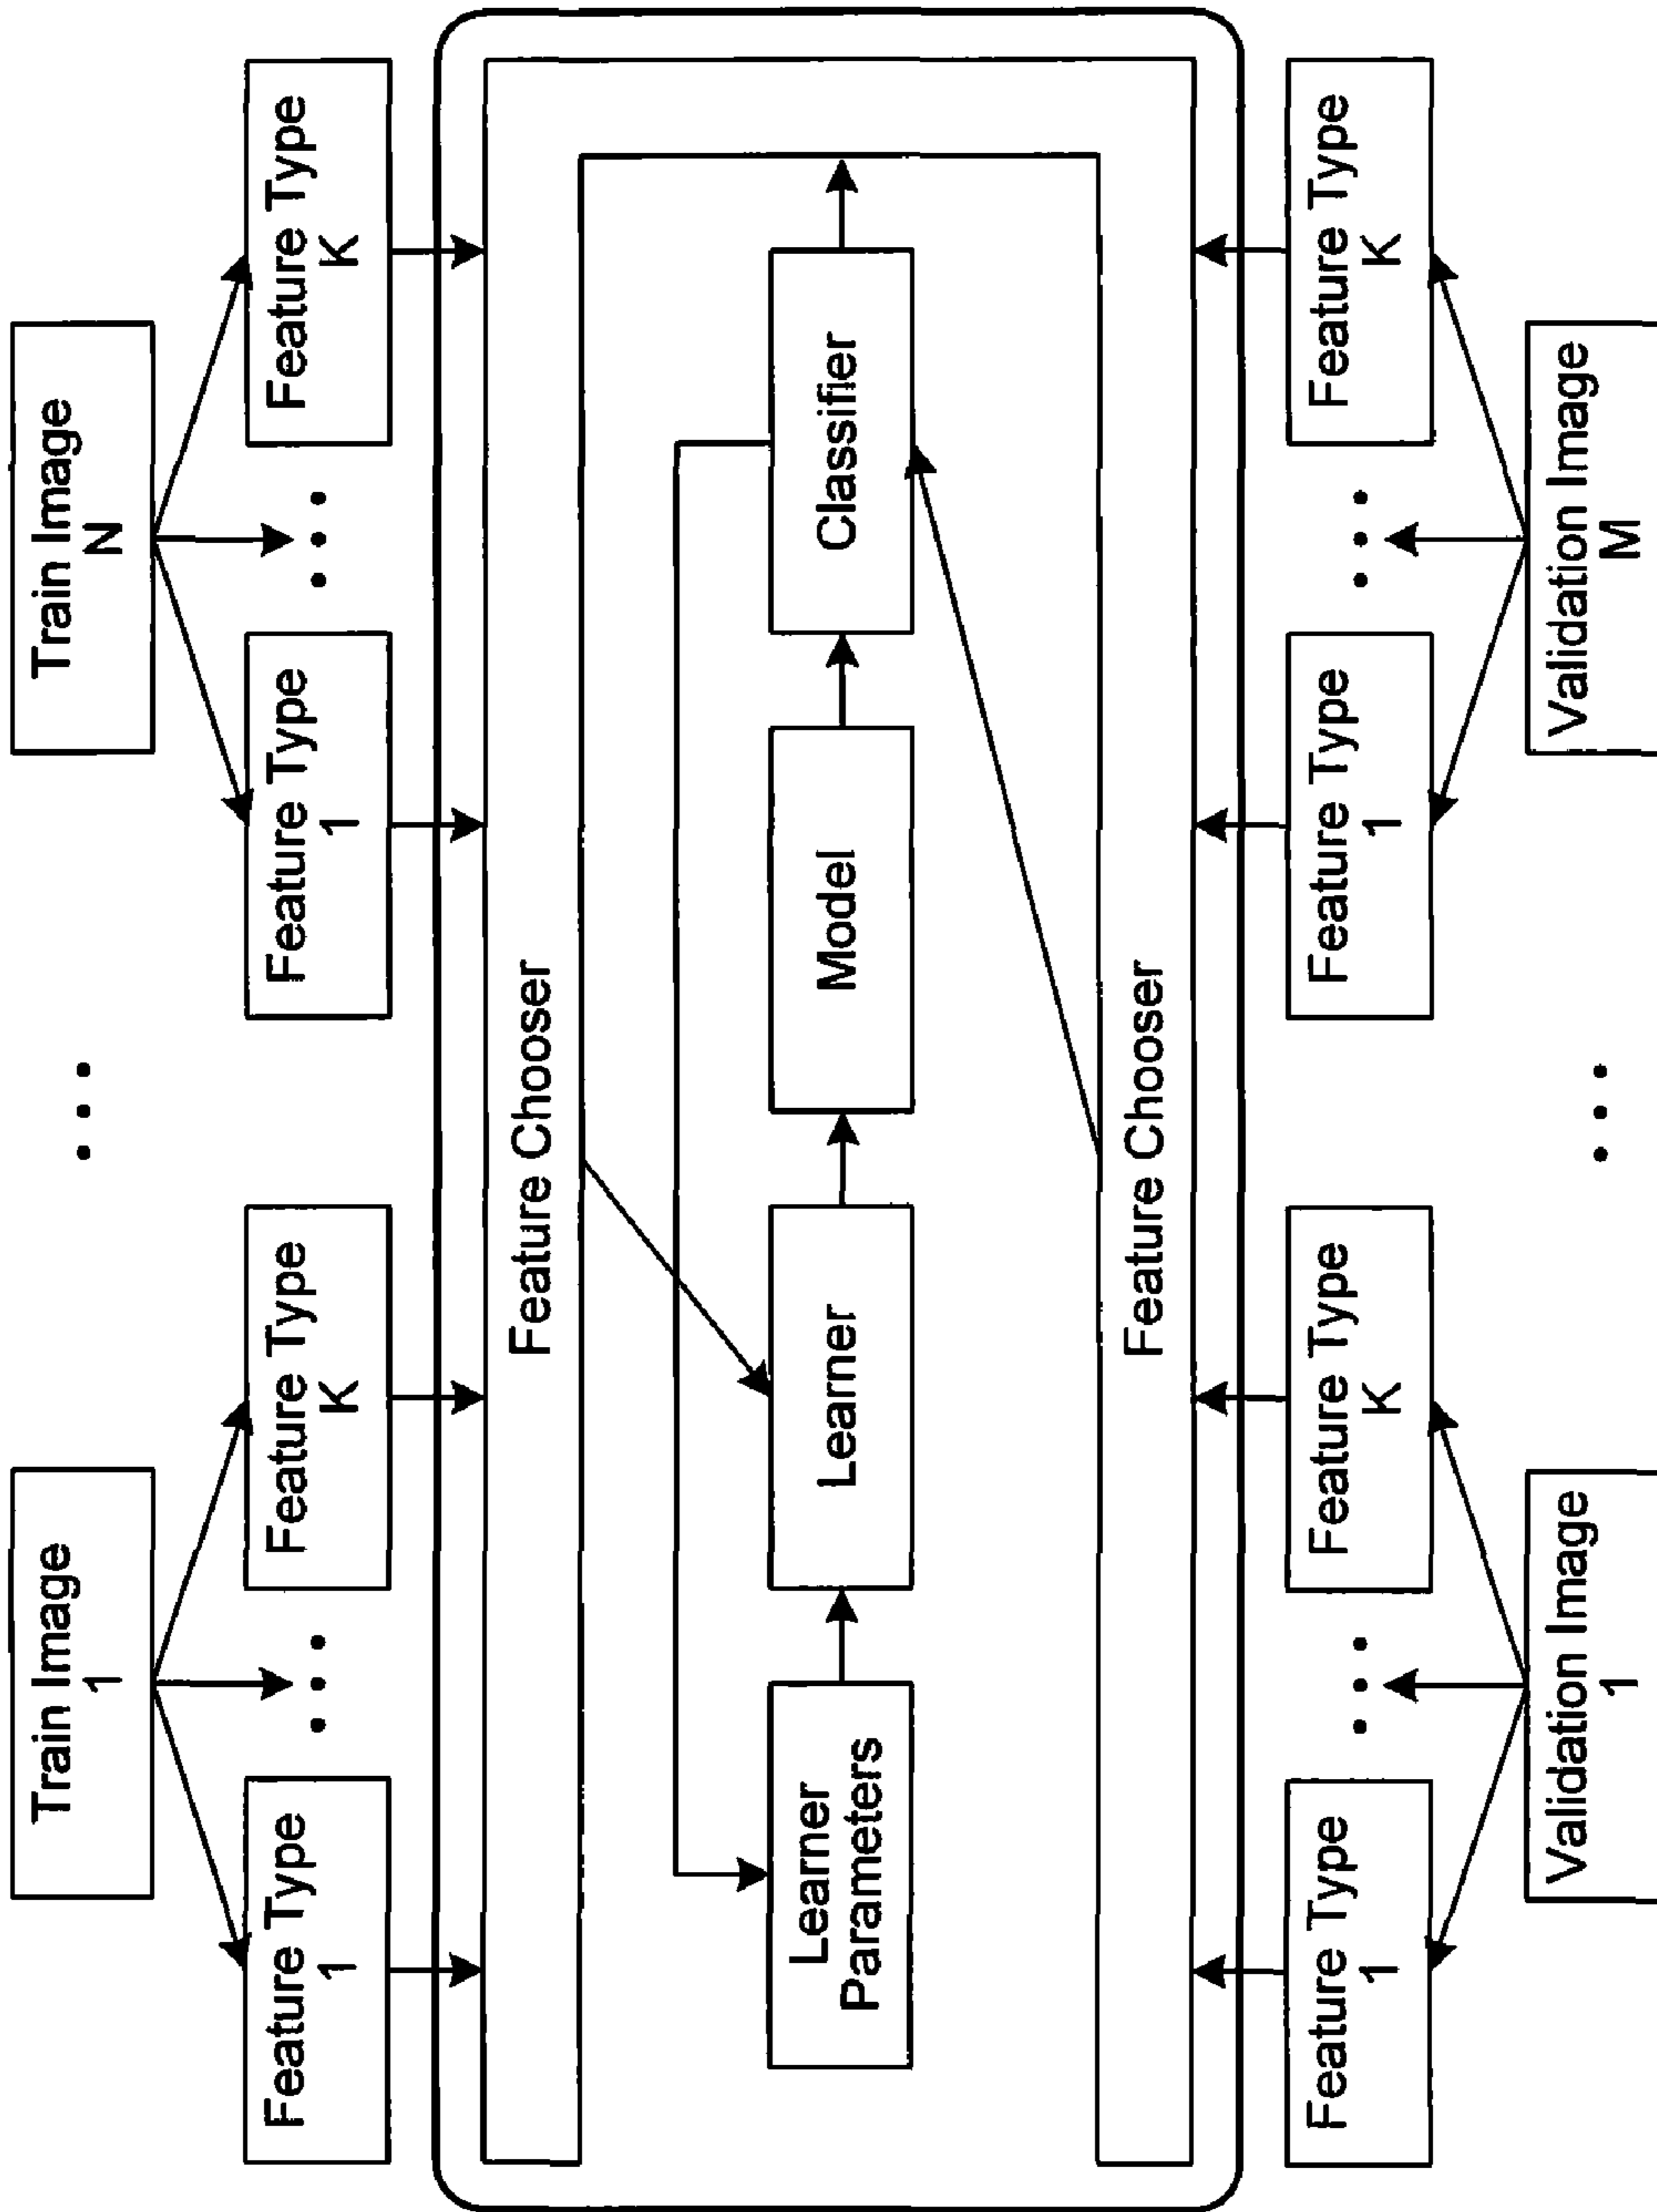 Train Image
1
...
Train Image
N
Feature Type
1
...
Feature Type
K
Feature Type
1
...
Feature Type
K
Feature Chooser
Learner
Parameters
Learner
Model
Classifier
Feature Chooser
Feature Type
1
...
Feature Type
K
Feature Type
1
...
Feature Type
K
Validation Image
1
...
Validation Image
M